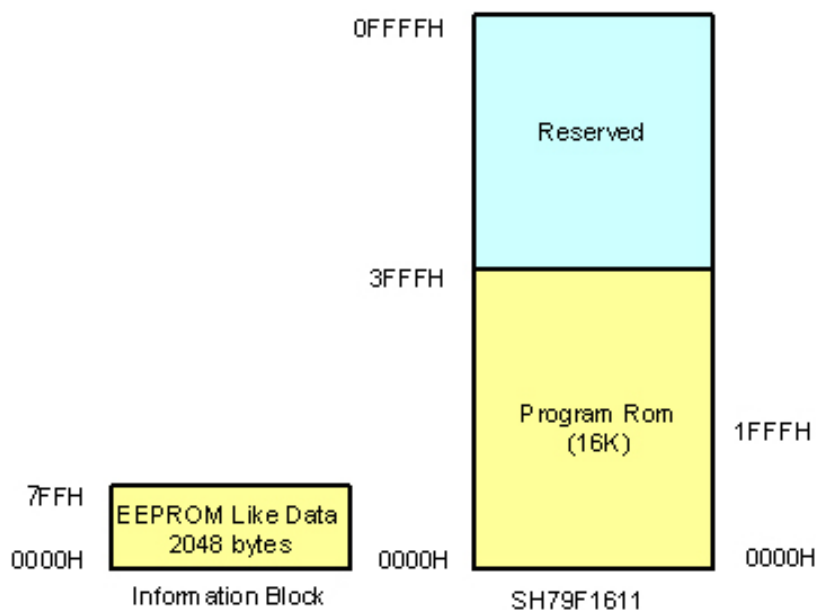 0FFFFH
Reserved
3FFFH
Program Rom
(16K)
1FFFH
7FFH
EEPROM Like Data
2048 bytes
0000H
0000H
0000H
Information Block
SH79F1611